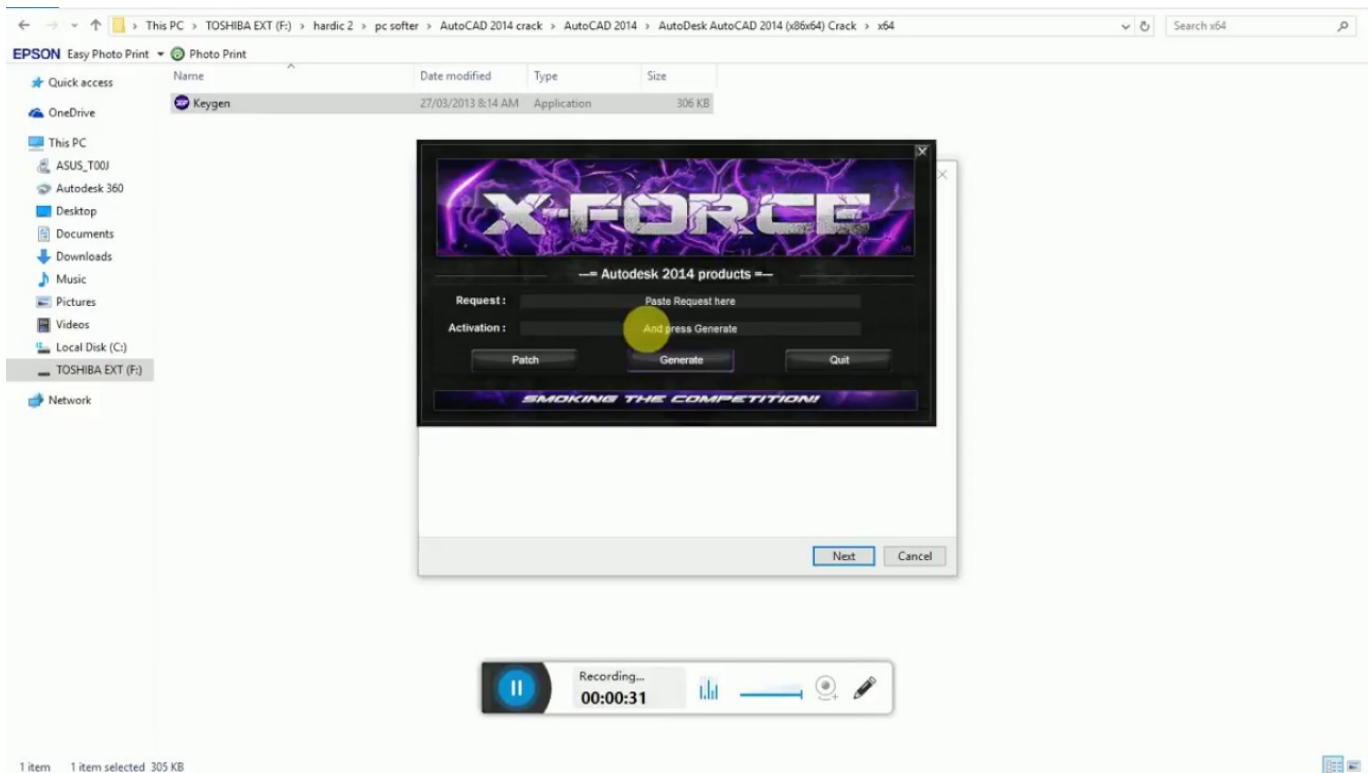 This PC > TOSHIBA EXT (F:) > hardic 2 > pc softer > AutoCAD 2014 crack > AutoCAD 2014 > AutoDesk AutoCAD 2014 (x86x64) Crack > x64
Search x64
EPSON Easy Photo Print Photo Print
Name Date modified Type Size
Keygen 27/03/2013 8:14 AM Application 306 KB
Quick access
OneDrive
This PC
ASUS_T00J
Autodesk 360
Desktop
Documents
Downloads
Music
Pictures
Videos
Local Disk (C:)
TOSHIBA EXT (F:)
Network
X-FORCE
---= Autodesk 2014 products =---
Request : Paste Request here
Activation : And press Generate
Patch Generate Quit
SMOKING THE COMPETITION!
Next Cancel
Recording...
00:00:31
1 item 1 item selected 305 KB